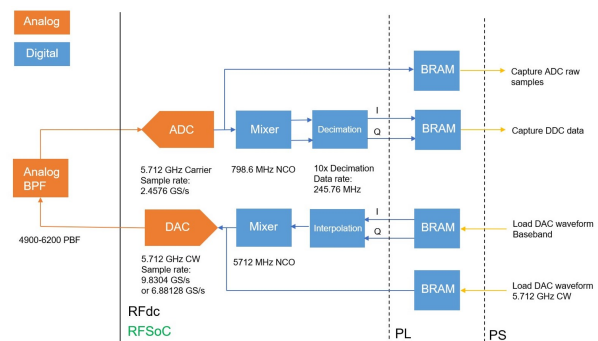 Analog
Digital
BRAM
Capture ADC raw
samples
ADC
Mixer
Decimation
I
Q
BRAM
Capture DDC data
5.712 GHz Carrier
Sample rate:
2.4576 GS/s
798.6 MHz NCO
10x Decimation
Data rate:
245.76 MHz
Analog
BPF
4900-6200 PBF
DAC
Mixer
Interpolation
I
Q
BRAM
Load DAC waveform
Baseband
5.712 GHz CW
Sample rate:
9.8304 GS/s
or 6.88128 GS/s
5712 MHz NCO
BRAM
Load DAC waveform
5.712 GHz CW
RFdc
RFSoC
PL
PS